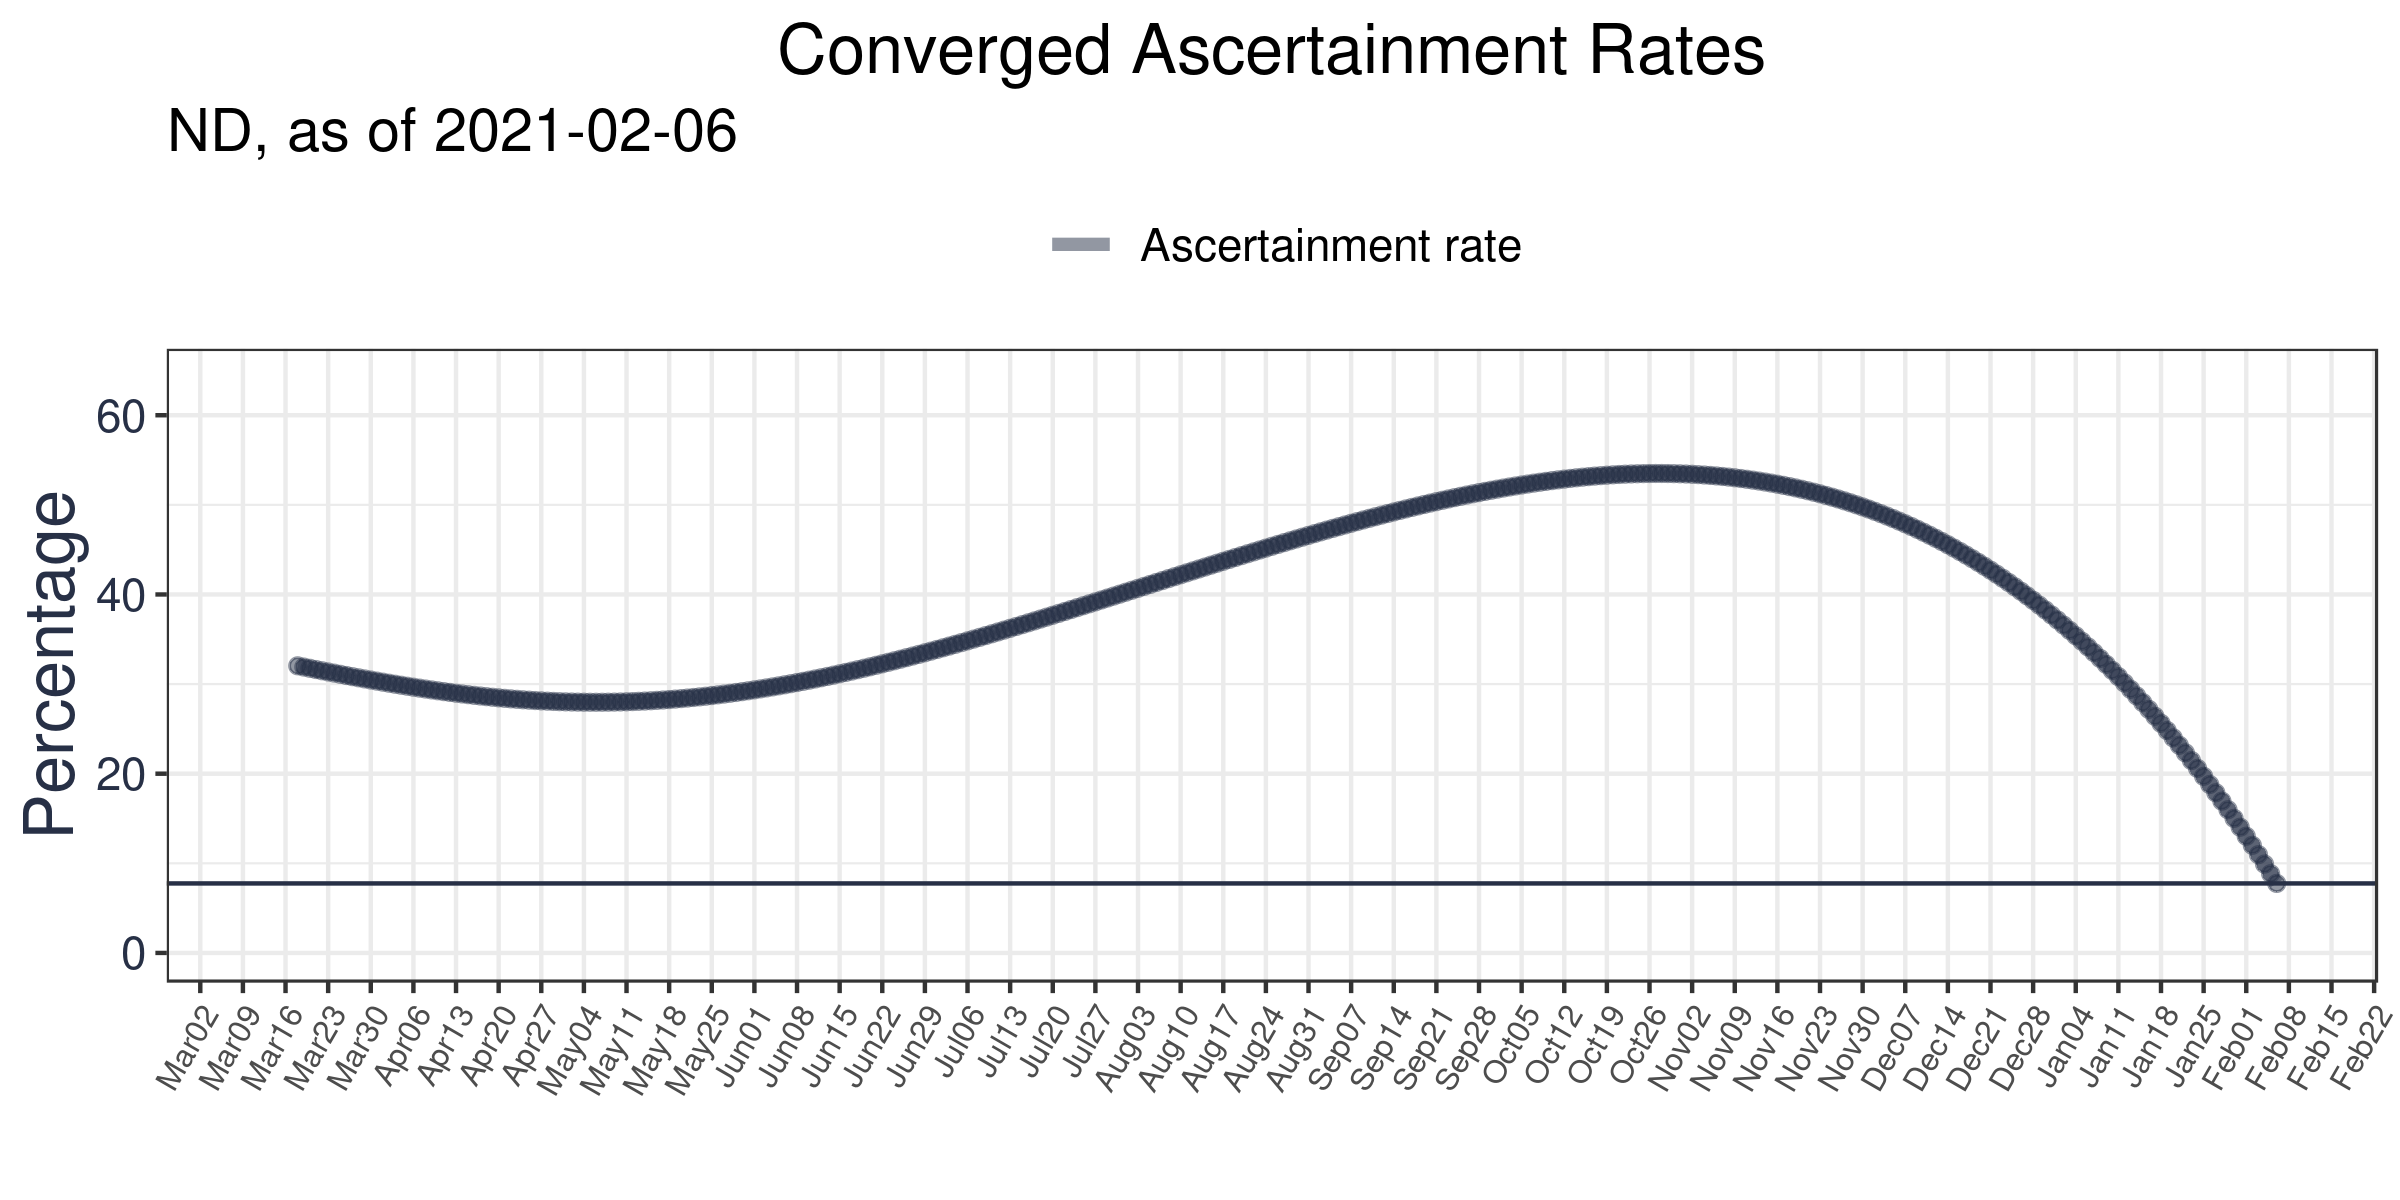 Converged Ascertainment Rates
ND, as of 2021-02-06
Ascertainment rate
Percentage
60
40
20
0
Mar02
Mar09
Mar16
Mar23
Mar30
Apr06
Apr13
Apr20
Apr27
May04
May11
May18
May25
Jun01
Jun08
Jun15
Jun22
Jun29
Jul06
Jul13
Jul20
Jul27
Aug03
Aug10
Aug17
Aug24
Aug31
Sep07
Sep14
Sep21
Sep28
Oct05
Oct12
Oct19
Oct26
Nov02
Nov09
Nov16
Nov23
Nov30
Dec07
Dec14
Dec21
Dec28
Jan04
Jan11
Jan18
Jan25
Feb01
Feb08
Feb15
Feb22